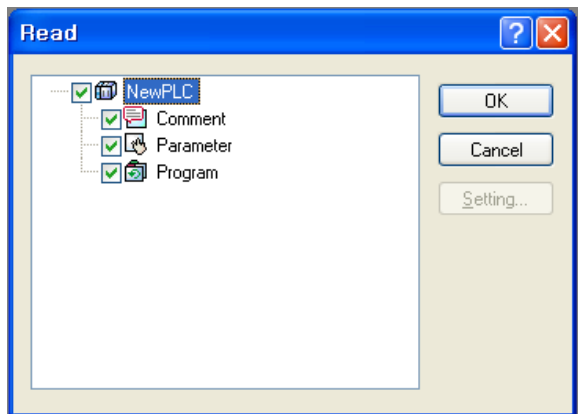 Read
NewPLC
Comment
Parameter
Program
OK
Cancel
Setting...